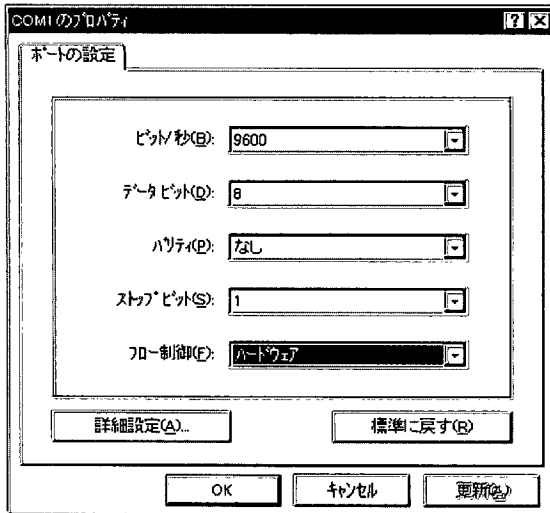 COM1のﾌﾟﾛﾊﾟﾃｨ
ﾎﾟｰﾄの設定
ﾋﾞｯﾄ/秒(B): 9600
ﾃﾞｰﾀ ﾋﾞｯﾄ(D): 8
ﾊﾟﾘﾃｨ(P): なし
ｽﾄｯﾌﾟ ﾋﾞｯﾄ(S): 1
ﾌﾛｰ制御(F): ﾊｰﾄﾞｳｪｱ
詳細設定(A)... 標準に戻す(R)
OK ｷｬﾝｾﾙ 更新(A)